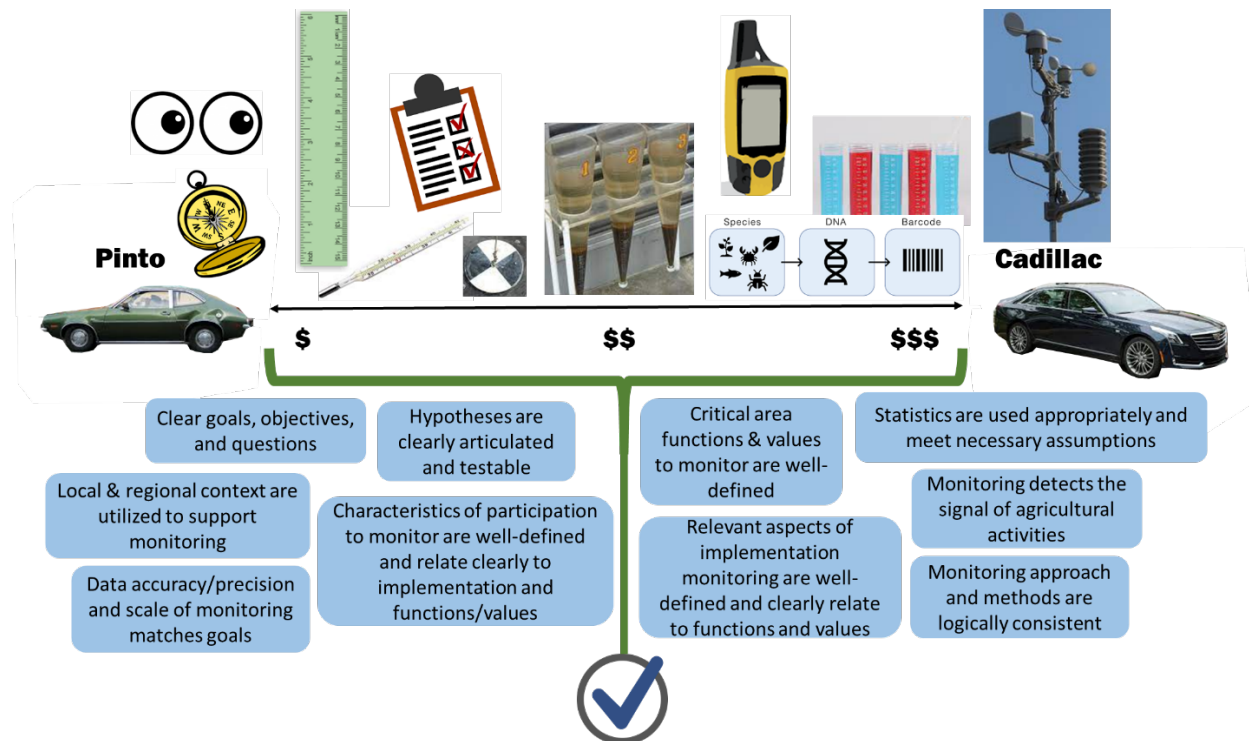 Pinto
Cadillac
1
2
3
Species
DNA
Barcode
$
$$
$$$
Clear goals, objectives,
and questions
Hypotheses are
clearly articulated
and testable
Critical area
functions & values
to monitor are well-
defined
Statistics are used appropriately and
meet necessary assumptions
Local & regional context are
utilized to support
monitoring
Characteristics of participation
to monitor are well-defined
and relate clearly to
implementation and
functions/values
Relevant aspects of
implementation
monitoring are well-
defined and clearly relate
to functions and values
Monitoring detects the
signal of agricultural
activities
Data accuracy/precision
and scale of monitoring
matches goals
Monitoring approach
and methods are
logically consistent